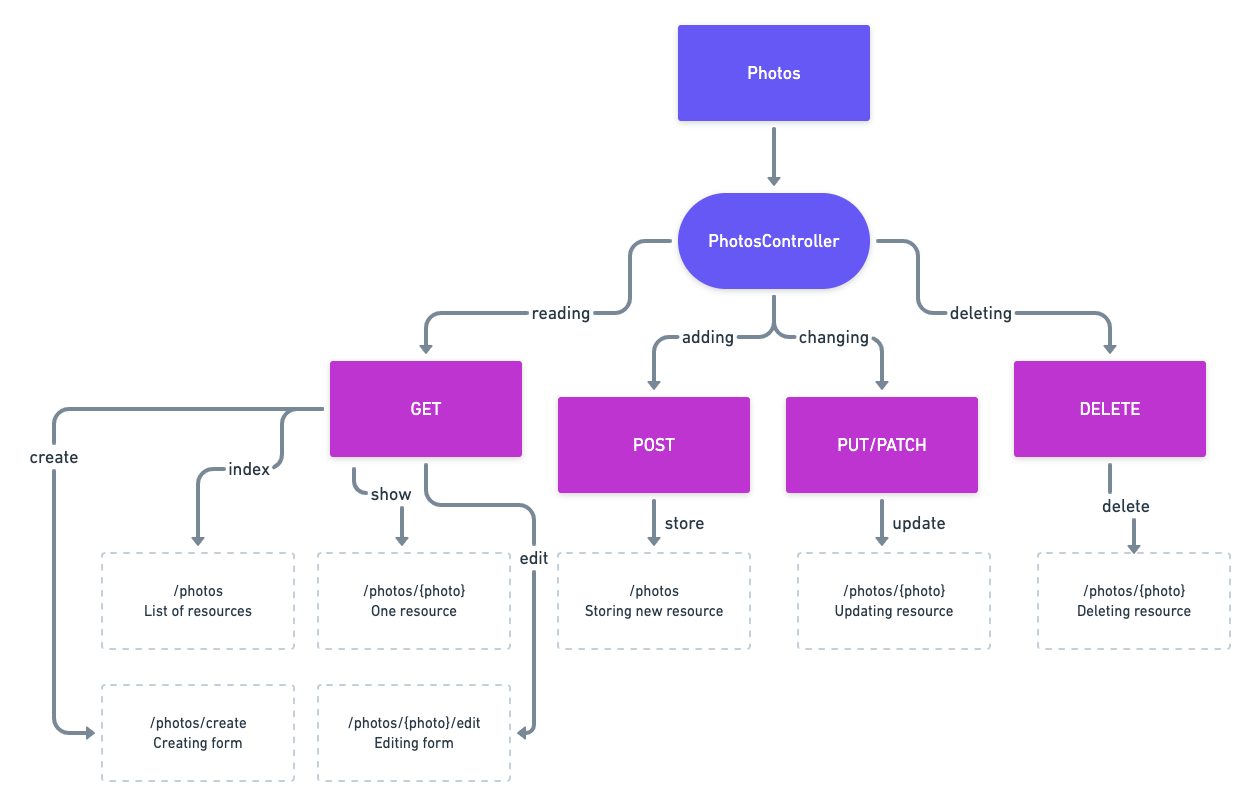 Photos
PhotosController
reading
adding
changing
deleting
GET
POST
PUT/PATCH
DELETE
create
index
show
edit
store
update
delete
/photos
List of resources
/photos/{photo}
One resource
/photos
Storing new resource
/photos/{photo}
Updating resource
/photos/{photo}
Deleting resource
/photos/create
Creating form
/photos/{photo}/edit
Editing form